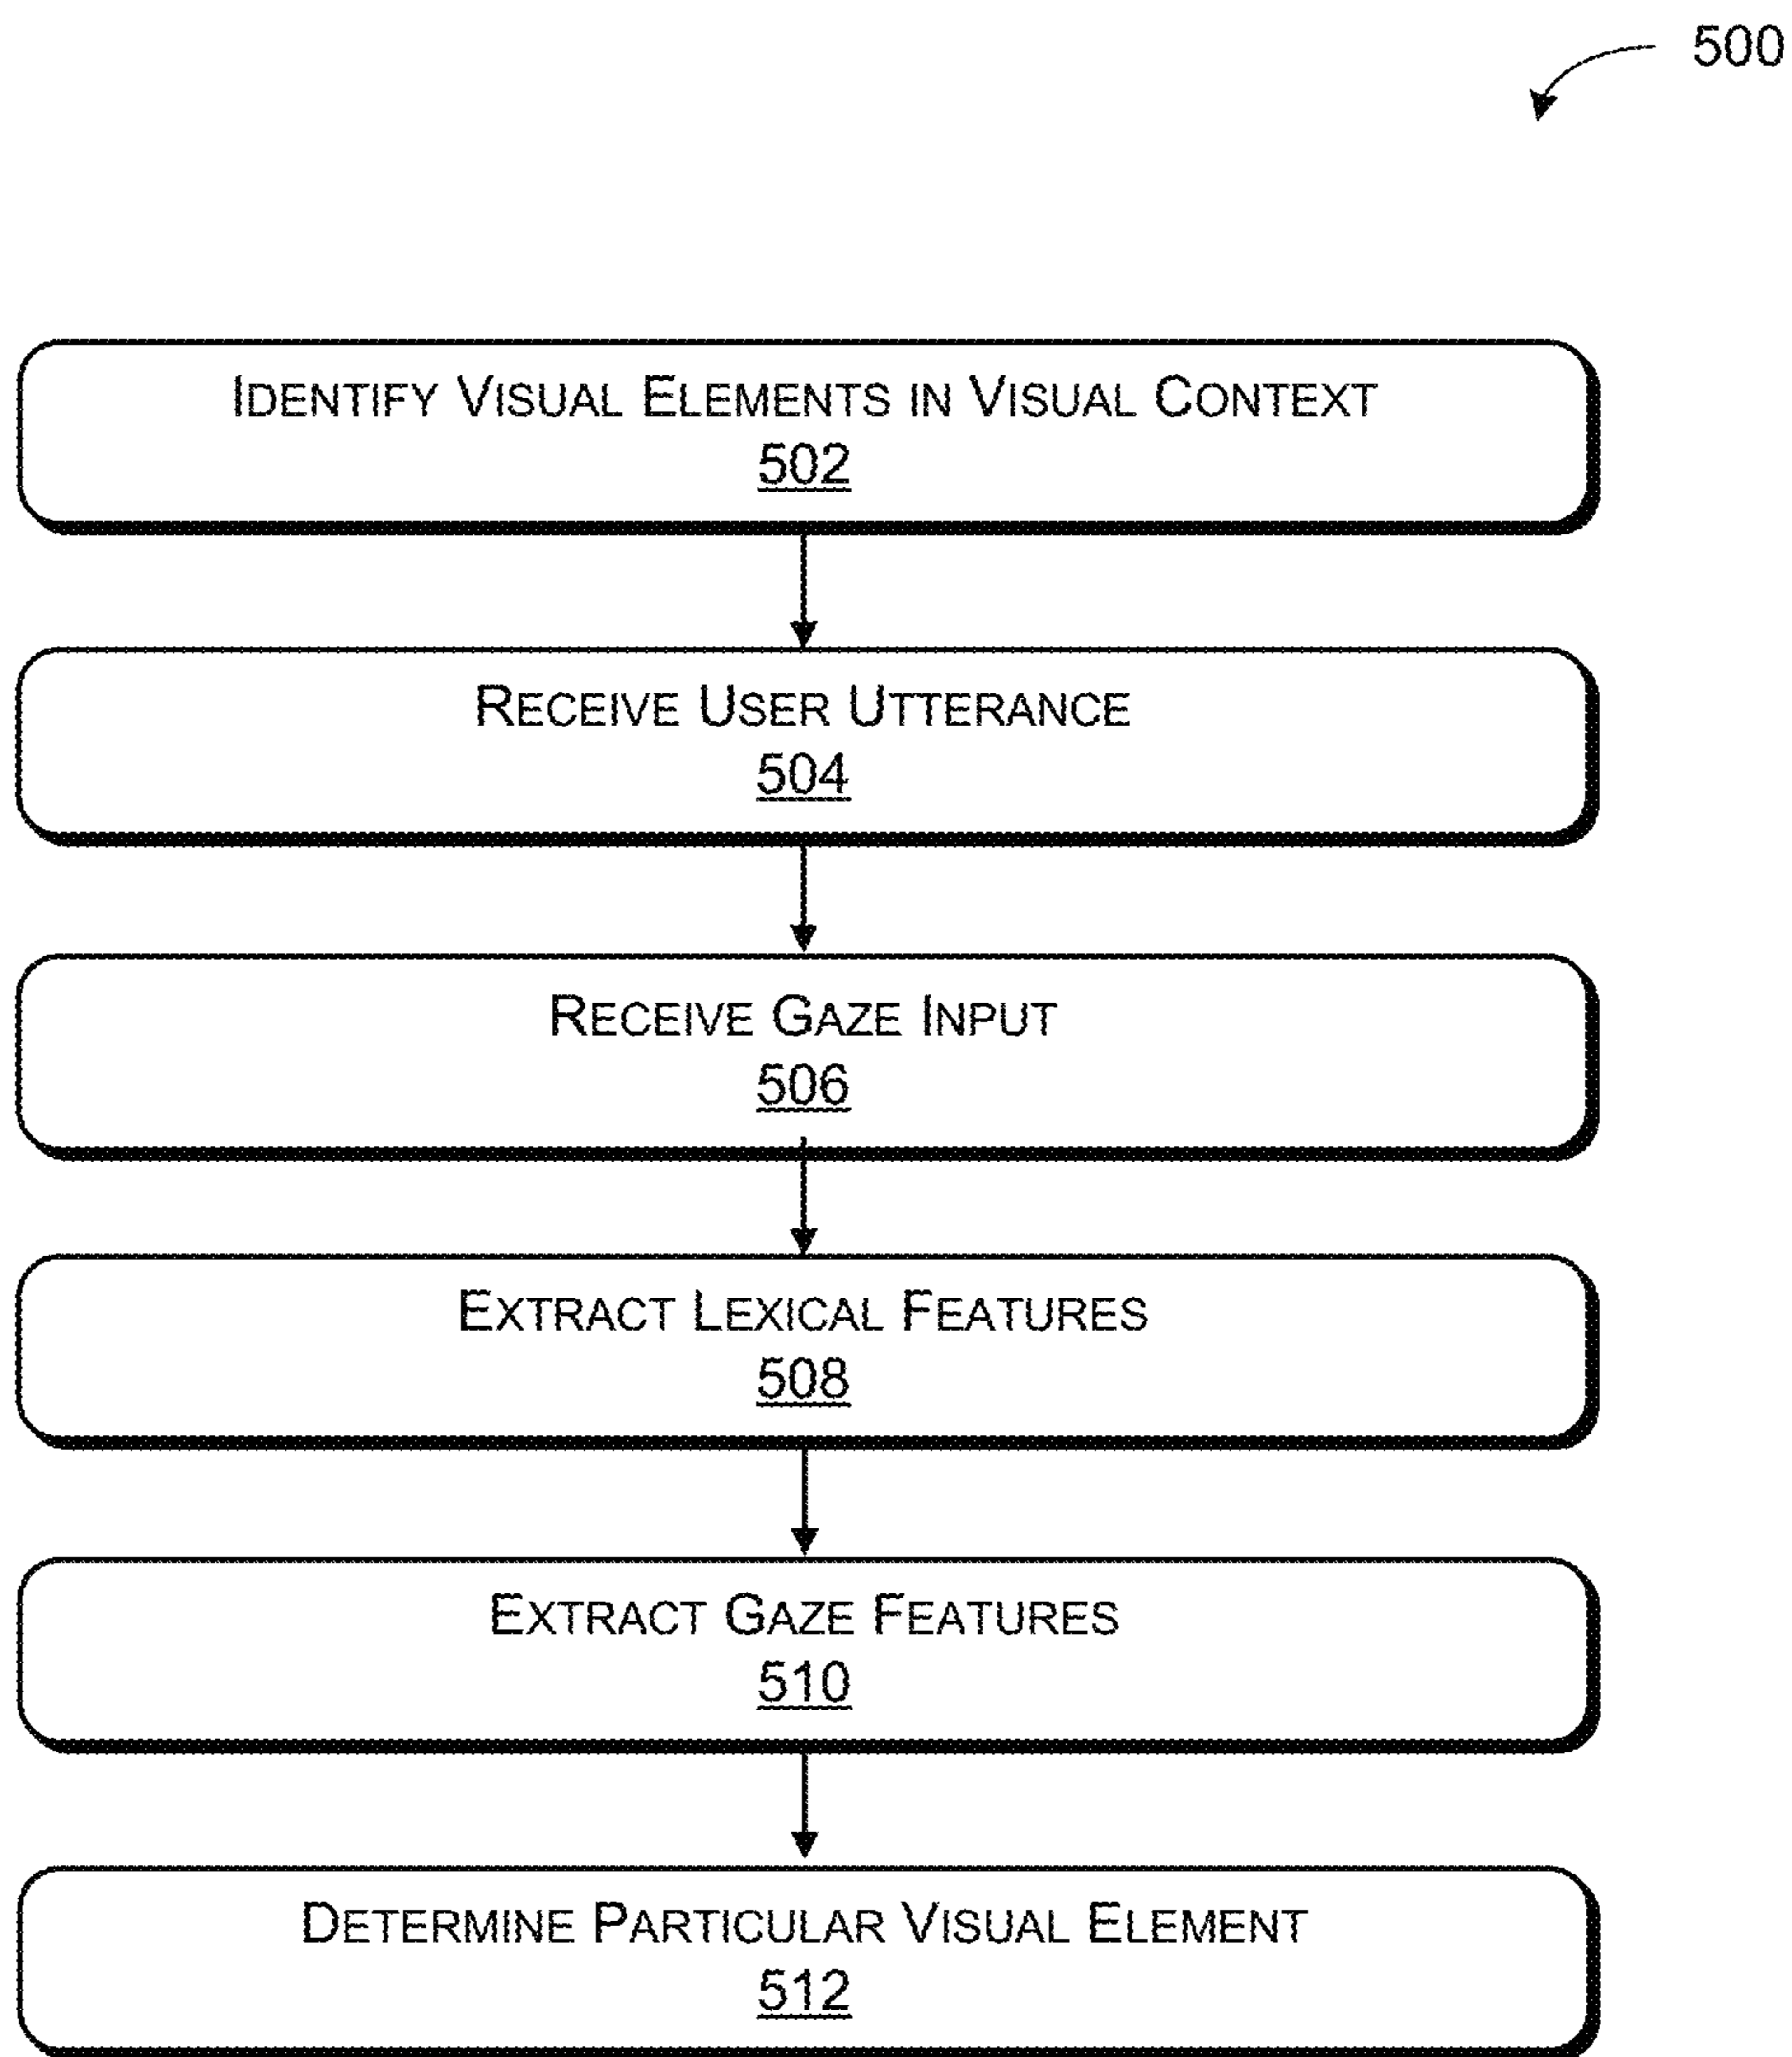 500
IDENTIFY VISUAL ELEMENTS IN VISUAL CONTEXT
502
RECEIVE USER UTTERANCE
504
RECEIVE GAZE INPUT
506
EXTRACT LEXICAL FEATURES
508
EXTRACT GAZE FEATURES
510
DETERMINE PARTICULAR VISUAL ELEMENT
512